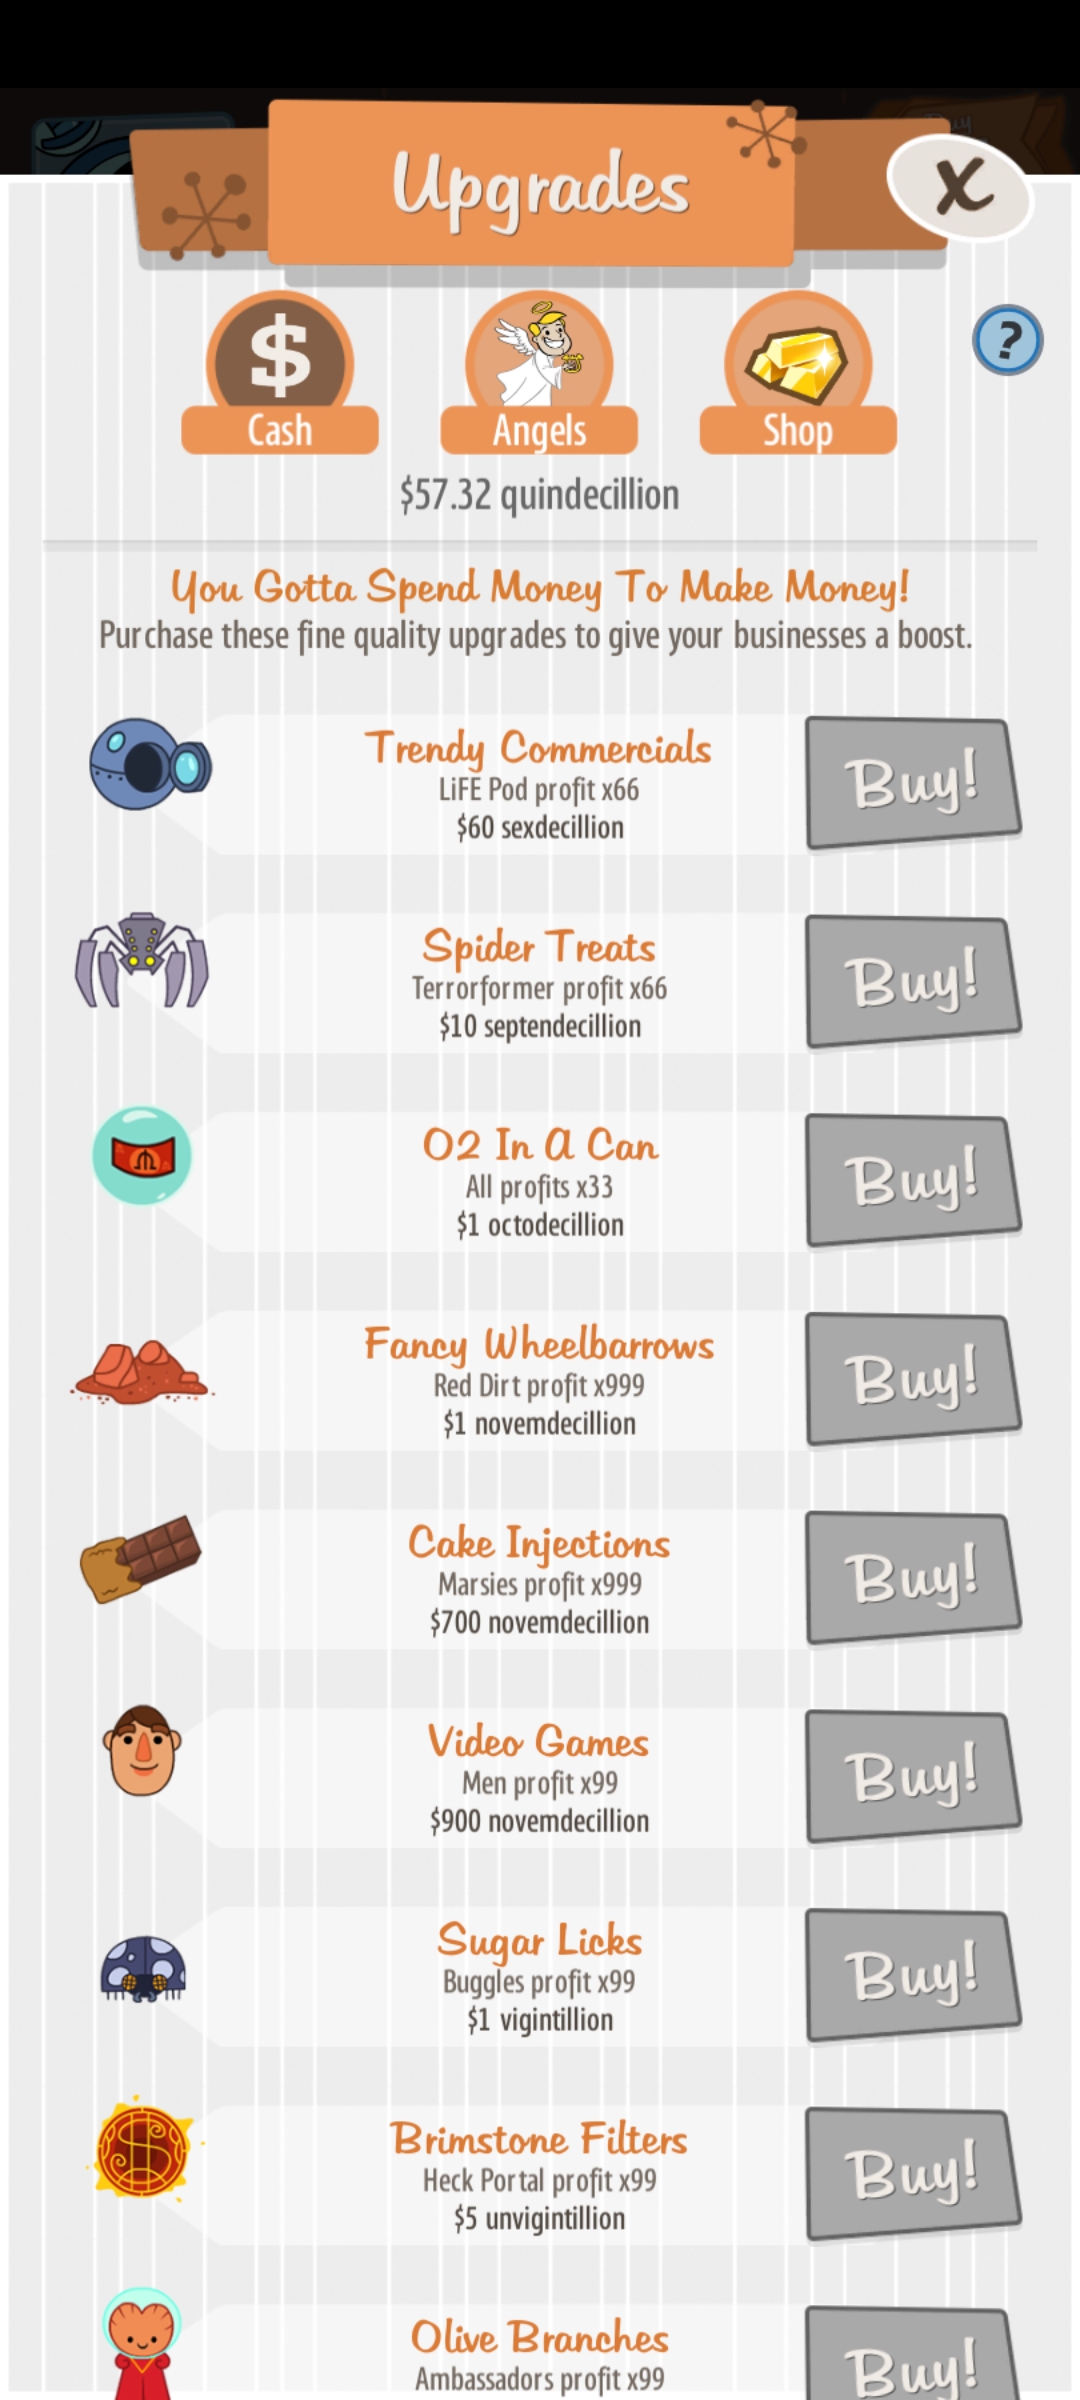 Upgrades
X
$
?
Cash
Angels
Shop
$57.32 quindecillion
You Gotta Spend Money To Make Money!
Purchase these fine quality upgrades to give your businesses a boost.
Trendy Commercials
LiFE Pod profit x66
$60 sexdecillion
Buy!
Spider Treats
Terrorformer profit x66
$10 septendecillion
Buy!
O2 In A Can
All profits x33
$1 octodecillion
Buy!
Fancy Wheelbarrows
Red Dirt profit x999
$1 novemdecillion
Buy!
Cake Injections
Marsies profit x999
$700 novemdecillion
Buy!
Video Games
Men profit x99
$900 novemdecillion
Buy!
Sugar Licks
Buggles profit x99
$1 vigintillion
Buy!
Brimstone Filters
Heck Portal profit x99
$5 unvigintillion
Buy!
Olive Branches
Ambassadors profit x99
Buy!